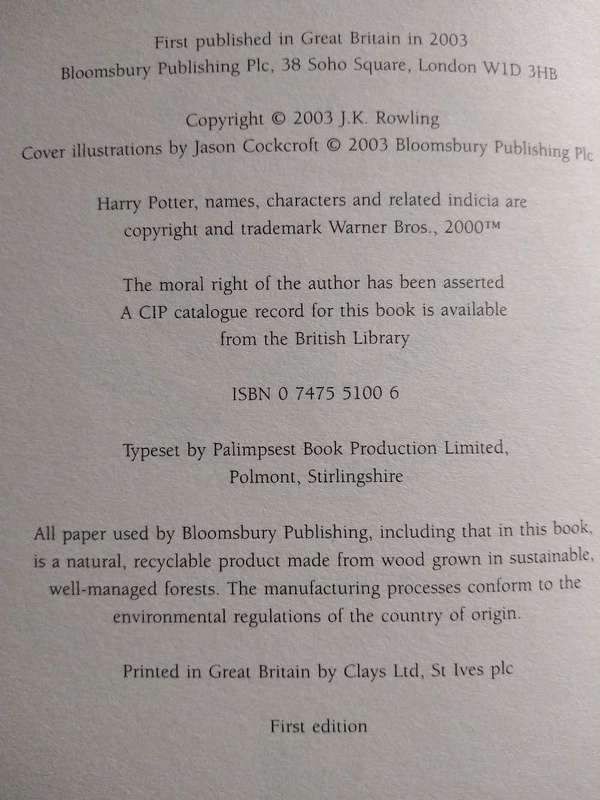 First published in Great Britain in 2003
Bloomsbury Publishing Plc, 38 Soho Square, London W1D 3HB
Copyright © 2003 J.K. Rowling
Cover illustrations by Jason Cockcroft © 2003 Bloomsbury Publishing Plc
Harry Potter, names, characters and related indicia are
copyright and trademark Warner Bros., 2000™
The moral right of the author has been asserted
A CIP catalogue record for this book is available
from the British Library
ISBN 0 7475 5100 6
Typeset by Palimpsest Book Production Limited,
Polmont, Stirlingshire
All paper used by Bloomsbury Publishing, including that in this book,
is a natural, recyclable product made from wood grown in sustainable,
well-managed forests. The manufacturing processes conform to the
environmental regulations of the country of origin.
Printed in Great Britain by Clays Ltd, St Ives plc
First edition